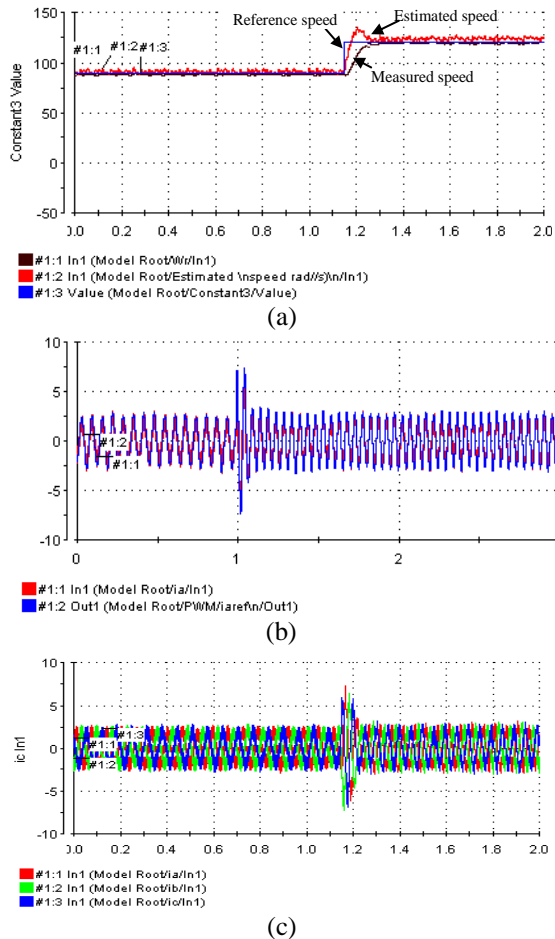 Reference speed
Estimated speed
150
#1:1
#1:2
#1:3
100
Measured speed
50
0
-50
Constant3 Value
0.0 0.2 0.4 0.6 0.8 1.0 1.2 1.4 1.6 1.8 2.0
#1:1 In1 (Model Root/Wr/In1)
#1:2 In1 (Model Root/Estimated \nspeed rad//s)\n/In1)
#1:3 Value (Model Root/Constant3/Value)
(a)
10
5
0
#1:2
#1:1
-5
-10
0 1 2
#1:1 In1 (Model Root/ia/In1)
#1:2 Out1 (Model Root/PWM/iaref\n/Out1)
(b)
10
5
#1:3
#1:1
0
#1:2
-5
-10
ic In1
0.0 0.2 0.4 0.6 0.8 1.0 1.2 1.4 1.6 1.8 2.0
#1:1 In1 (Model Root/ia/In1)
#1:2 In1 (Model Root/ib/In1)
#1:3 In1 (Model Root/ic/In1)
(c)